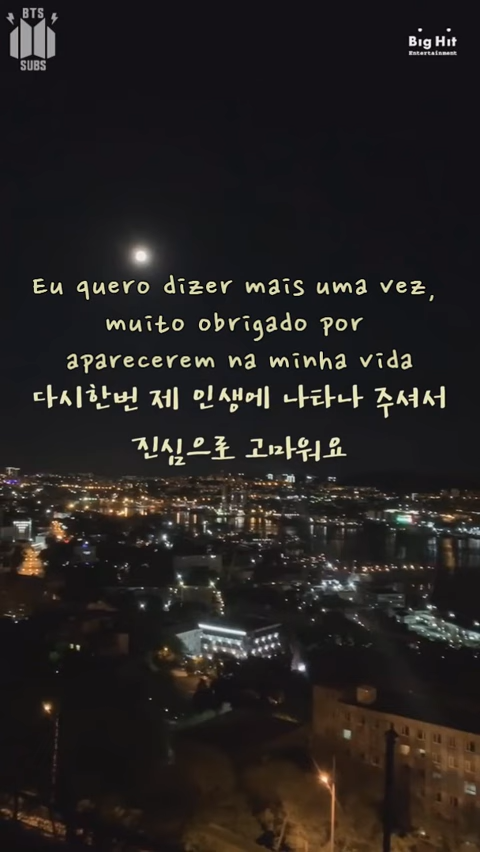 BTS
SUBS
Big Hit
Entertainment
Eu quero dizer mais uma vez,
muito obrigado por
aparecerem na minha vida
다시한번 제 인생에 나타나 주셔서
진심으로 고마워요